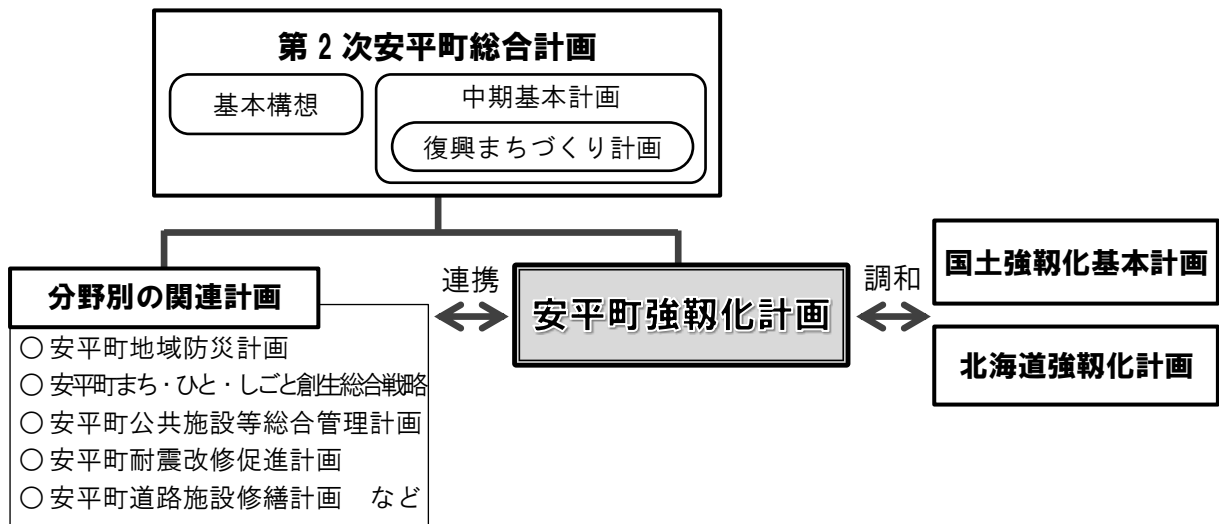 第2次安平町総合計画
基本構想
中期基本計画
復興まちづくり計画
分野別の関連計画
○安平町地域防災計画
○安平町まち・ひと・しごと創生総合戦略
○安平町公共施設等総合管理計画
○安平町耐震改修促進計画
○安平町道路施設修繕計画　など
連携
安平町強靱化計画
調和
国土強靱化基本計画
北海道強靱化計画